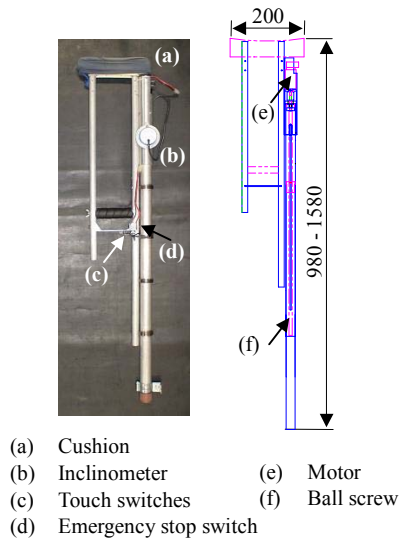 200
(a)
(e)
(b)
(d)
(c)
(f)
980 - 1580
(a) Cushion
(b) Inclinometer
(c) Touch switches
(d) Emergency stop switch
(e) Motor
(f) Ball screw